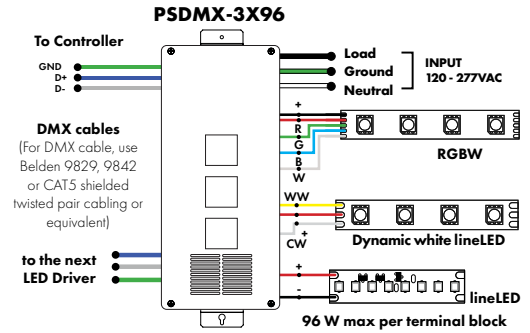 PSDMX-3X96
To Controller
GND
D+
D-
DMX cables
(For DMX cable, use
Belden 9829, 9842
or CAT5 shielded
twisted pair cabling or
equivalent)
to the next
LED Driver
Load
Ground
Neutral
INPUT
120 - 277VAC
+
R
G
B
W
RGBW
WW
+
CW
Dynamic white lineLED
+
-
lineLED
96 W max per terminal block